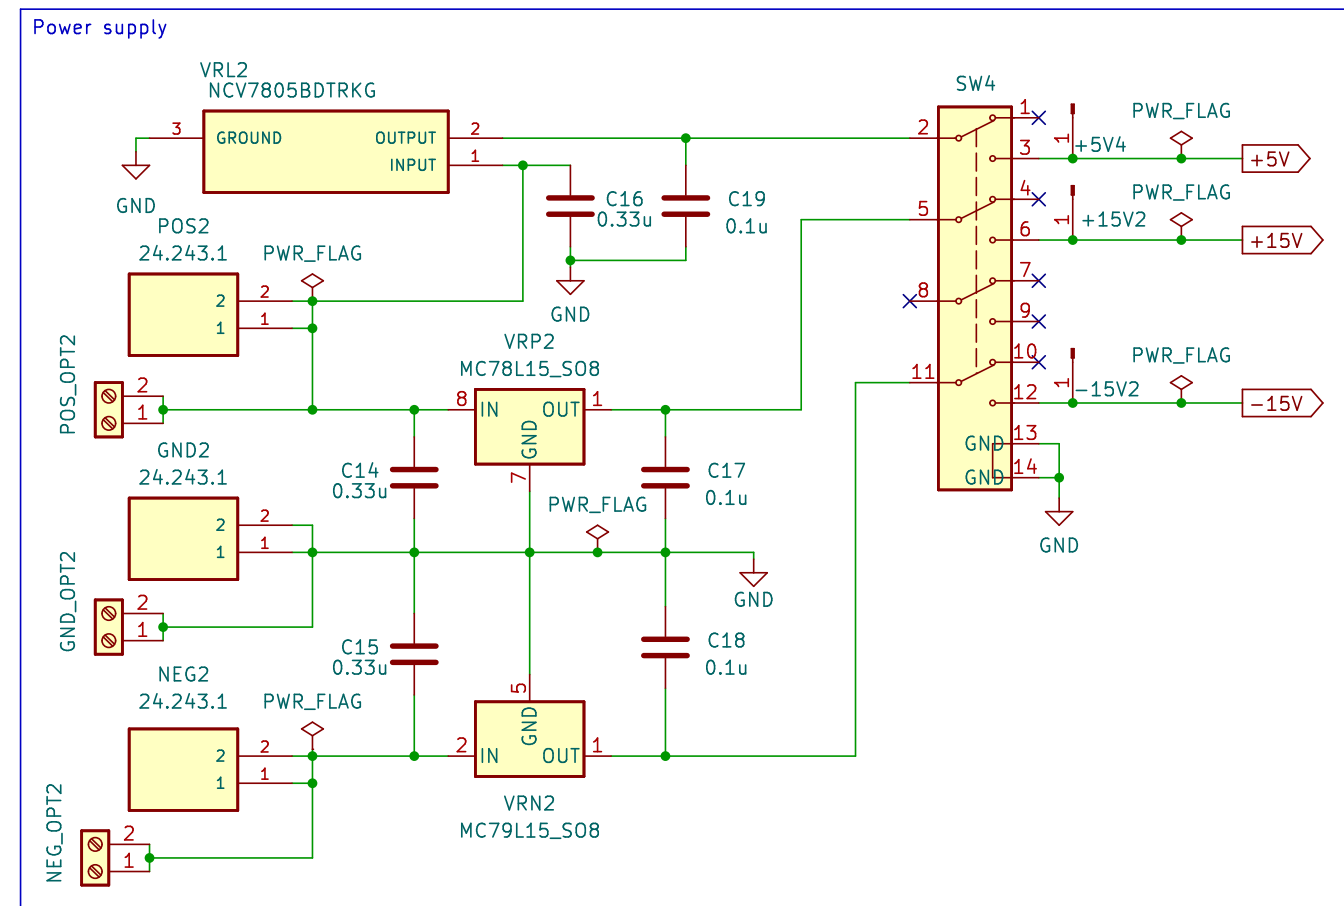 Power supply
VRL2
NCV7805BDTRKG
3
GROUND
OUTPUT
2
INPUT
1
GND
C16
0.33u
C19
0.1u
GND
POS2
24.243.1
PWR_FLAG
2
2
1
1
POS_OPT2
2
1
VRP2
MC78L15_SO8
8
IN
OUT
1
GND
7
C14
0.33u
C17
0.1u
PWR_FLAG
GND
GND2
24.243.1
2
2
1
1
GND_OPT2
2
1
C15
0.33u
C18
0.1u
NEG2
24.243.1
PWR_FLAG
2
2
1
1
NEG_OPT2
2
1
5
GND
2
IN
OUT
1
VRN2
MC79L15_SO8
SW4
2
1
3
5
4
6
8
7
9
11
10
12
GND
13
GND
14
GND
1
+5V4
PWR_FLAG
+5V
1
+15V2
PWR_FLAG
+15V
1
-15V2
PWR_FLAG
-15V